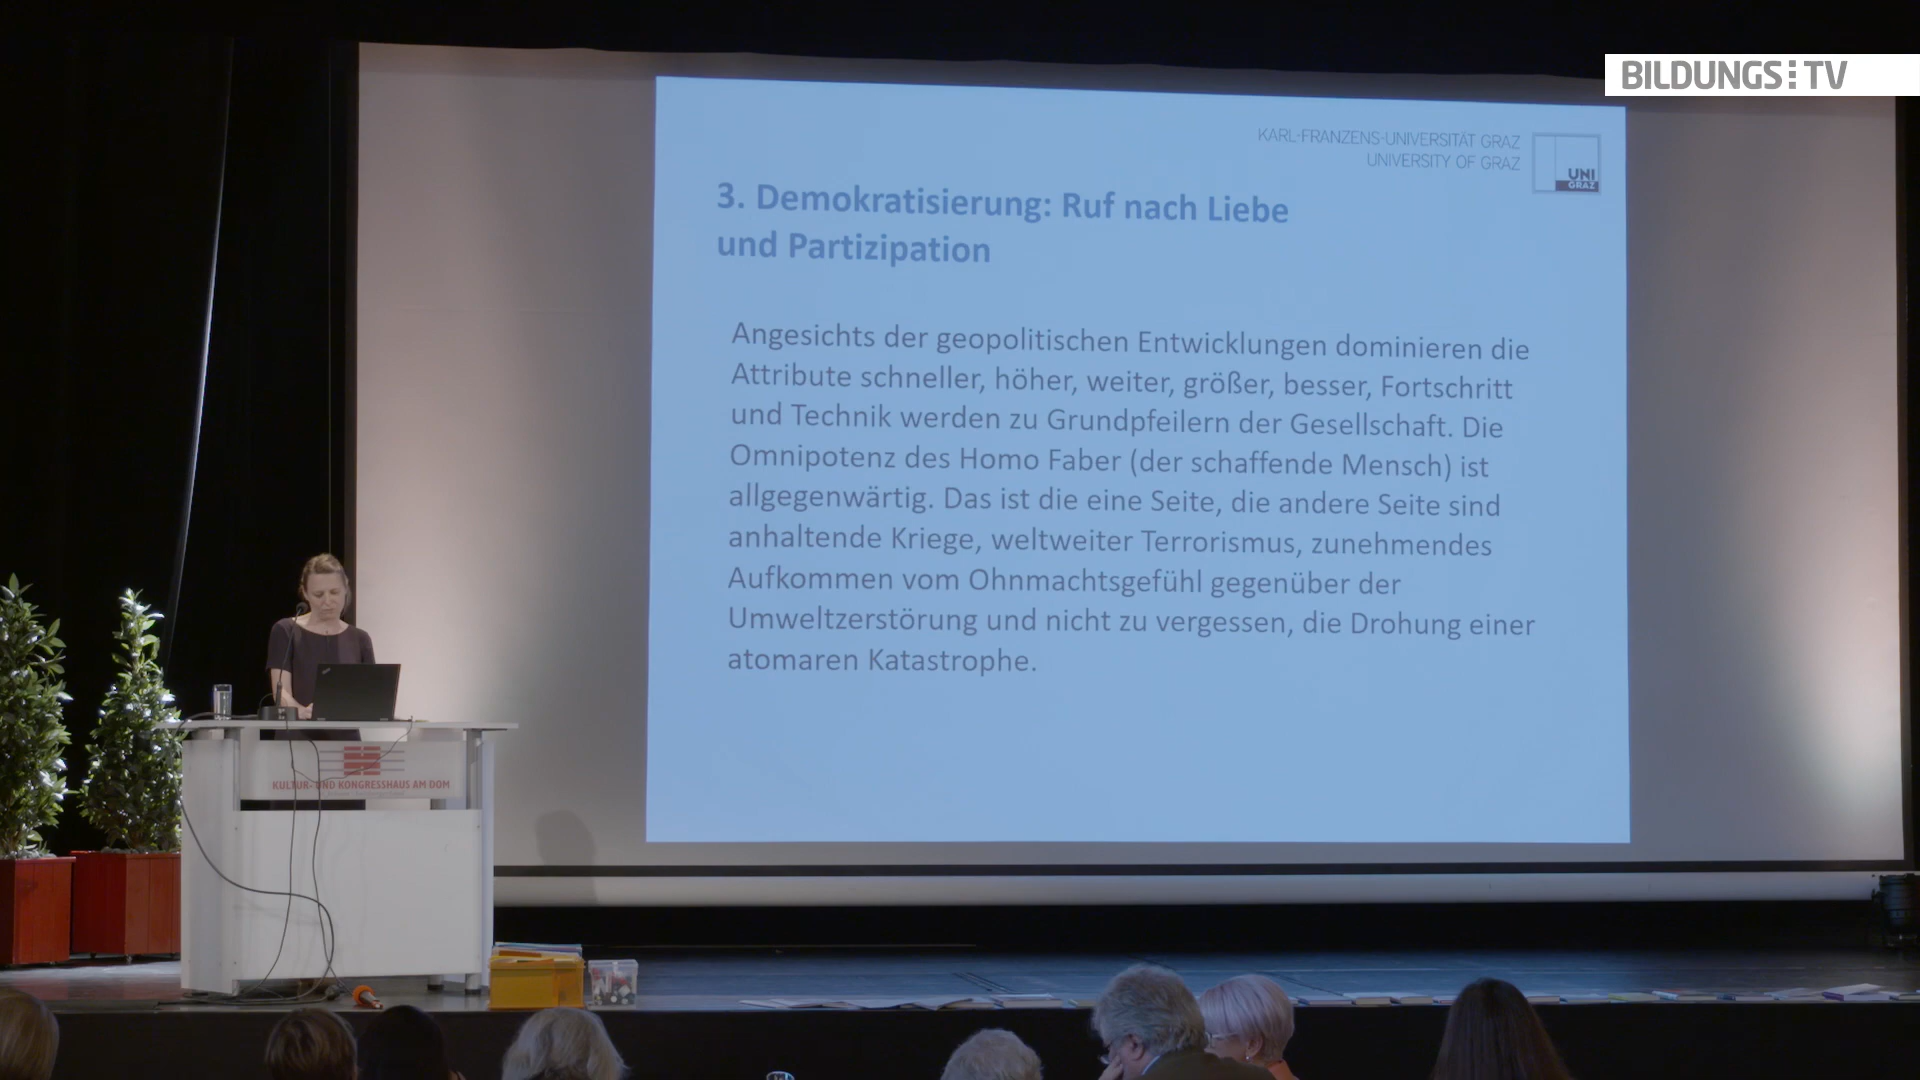 BILDUNGS:TV
KARL-FRANZENS-UNIVERSITÄT GRAZ
UNIVERSITY OF GRAZ
UNI
GRAZ
3. Demokratisierung: Ruf nach Liebe
und Partizipation
Angesichts der geopolitischen Entwicklungen dominieren die
Attribute schneller, höher, weiter, größer, besser, Fortschritt
und Technik werden zu Grundpfeilern der Gesellschaft. Die
Omnipotenz des Homo Faber (der schaffende Mensch) ist
allgegenwärtig. Das ist die eine Seite, die andere Seite sind
anhaltende Kriege, weltweiter Terrorismus, zunehmendes
Aufkommen vom Ohnmachtsgefühl gegenüber der
Umweltzerstörung und nicht zu vergessen, die Drohung einer
atomaren Katastrophe.
KULTUR- UND KONGRESSHAUS AM DOM